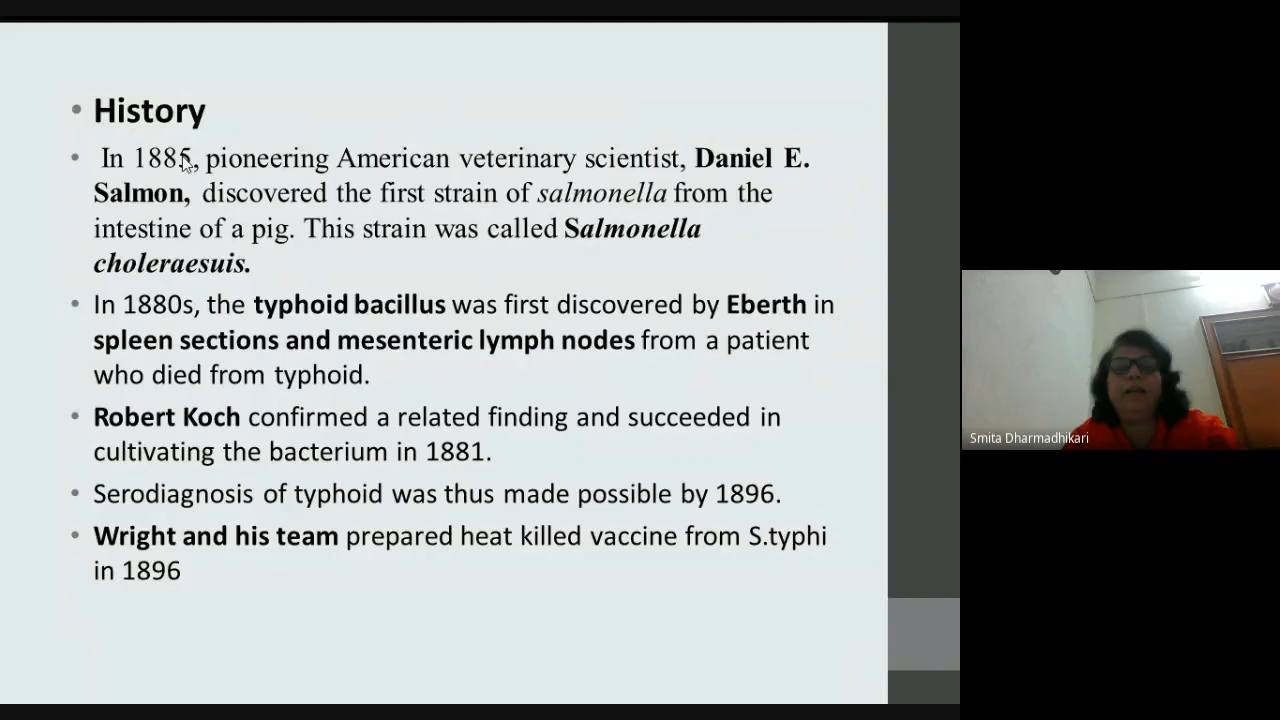 • History
• In 1885, pioneering American veterinary scientist, Daniel E.
Salmon, discovered the first strain of salmonella from the
intestine of a pig. This strain was called Salmonella
choleraesuis.
• In 1880s, the typhoid bacillus was first discovered by Eberth in
spleen sections and mesenteric lymph nodes from a patient
who died from typhoid.
• Robert Koch confirmed a related finding and succeeded in
cultivating the bacterium in 1881.
• Serodiagnosis of typhoid was thus made possible by 1896.
• Wright and his team prepared heat killed vaccine from S.typhi
in 1896
Smita Dharmadhikari